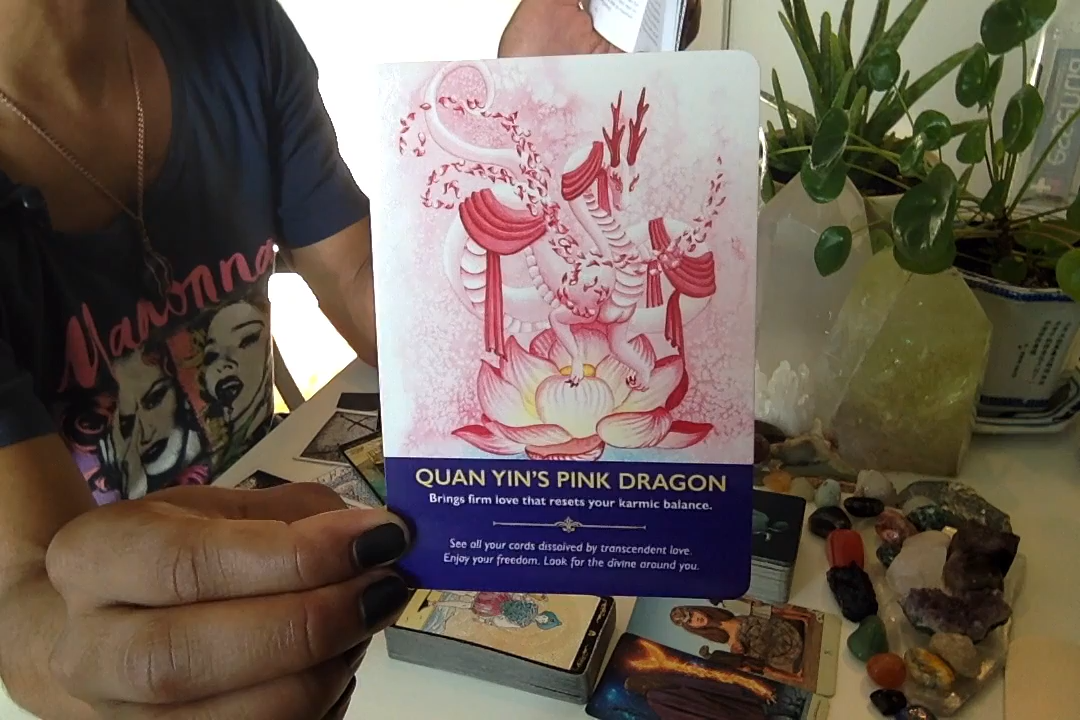 QUAN YIN'S PINK DRAGON
Brings firm love that resets your karmic balance.
See all your cords dissolved by transcendent love.
Enjoy your freedom. Look for the divine around you.
Madonna